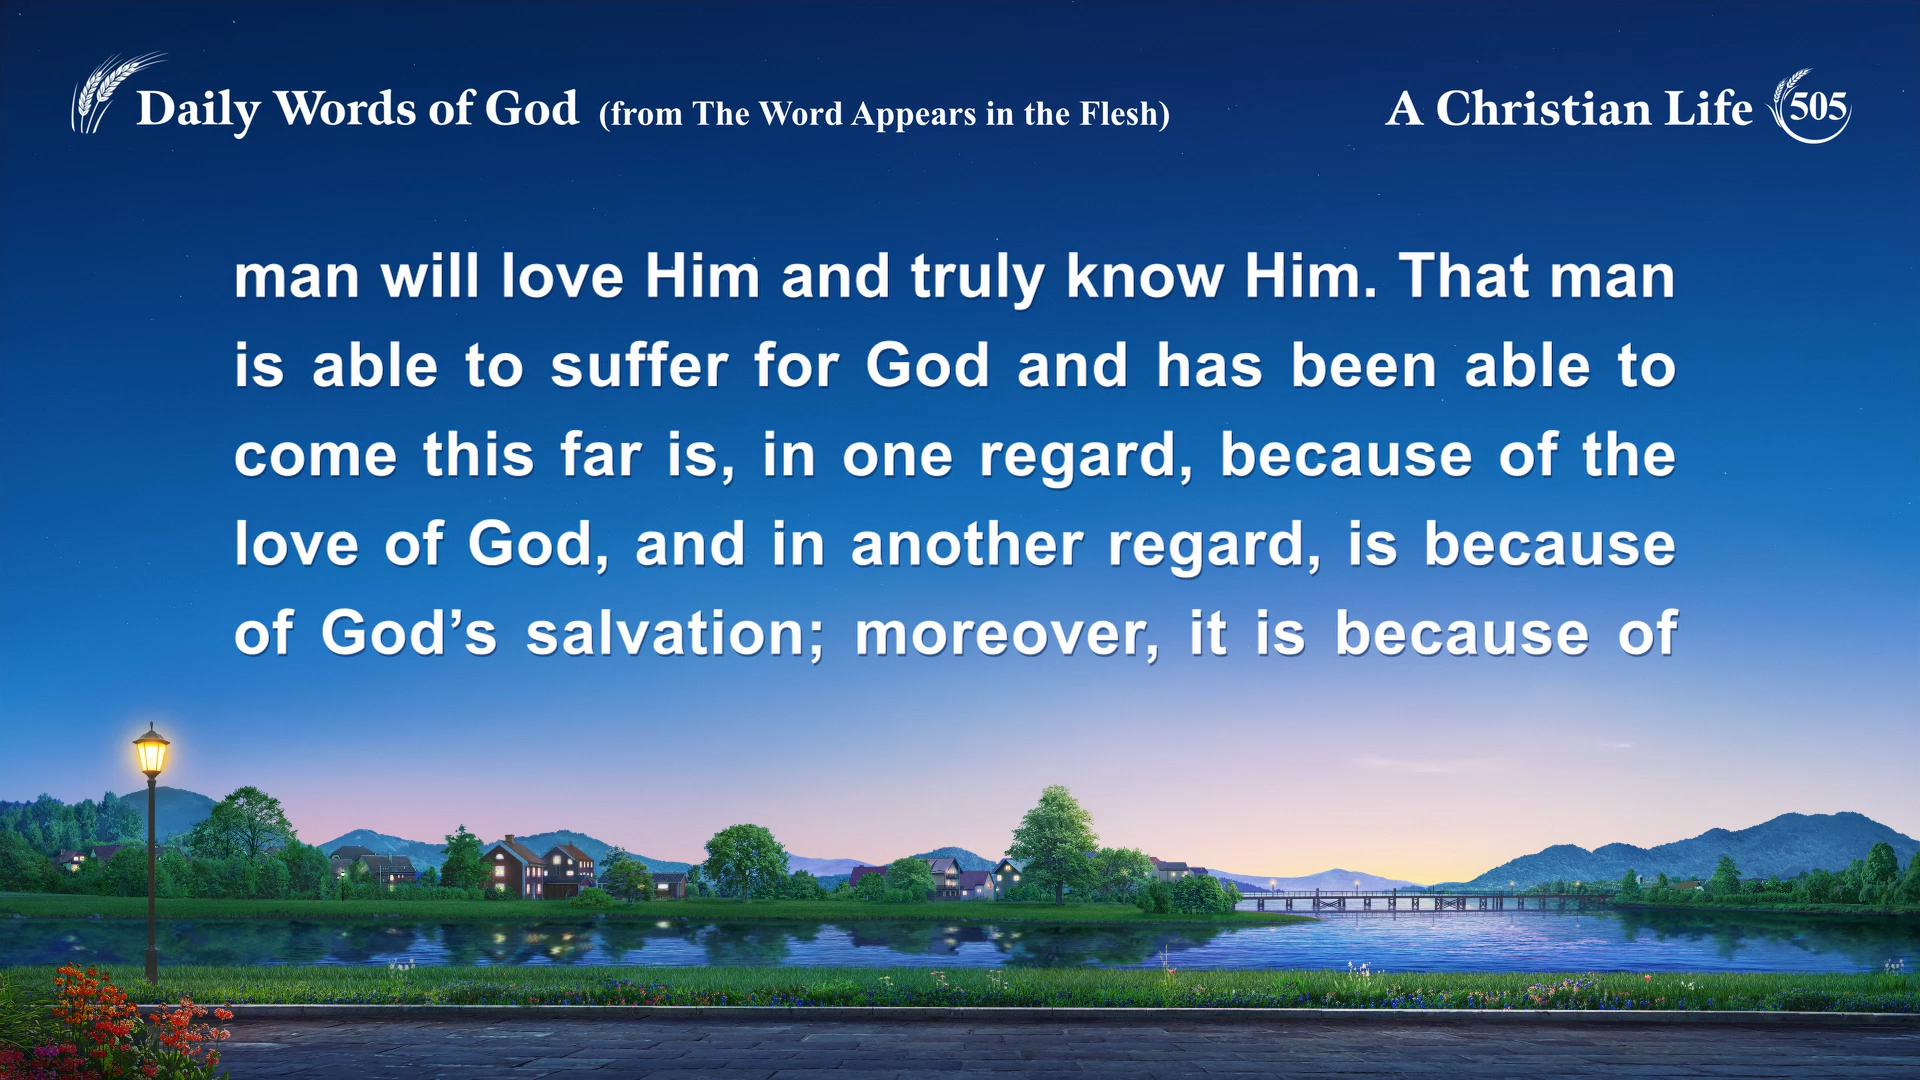 Daily Words of God (from The Word Appears in the Flesh)
A Christian Life 505
man will love Him and truly know Him. That man
is able to suffer for God and has been able to
come this far is, in one regard, because of the
love of God, and in another regard, is because
of God’s salvation; moreover, it is because of